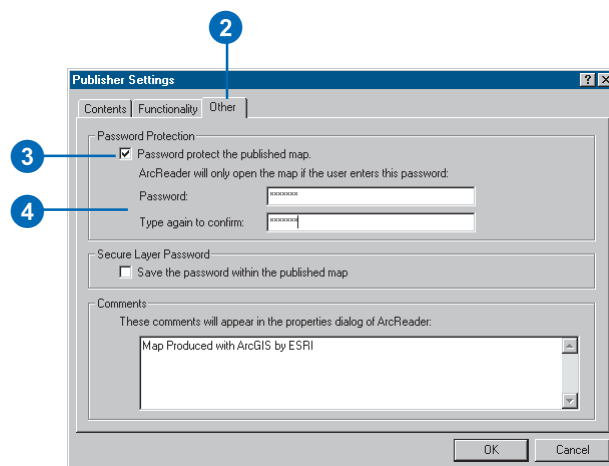 2
Publisher Settings
Contents Functionality Other
Password Protection
3
Password protect the published map.
ArcReader will only open the map if the user enters this password:
4
Password: *******
Type again to confirm: *******
Secure Layer Password
Save the password within the published map
Comments
These comments will appear in the properties dialog of ArcReader:
Map Produced with ArcGIS by ESRI
OK Cancel